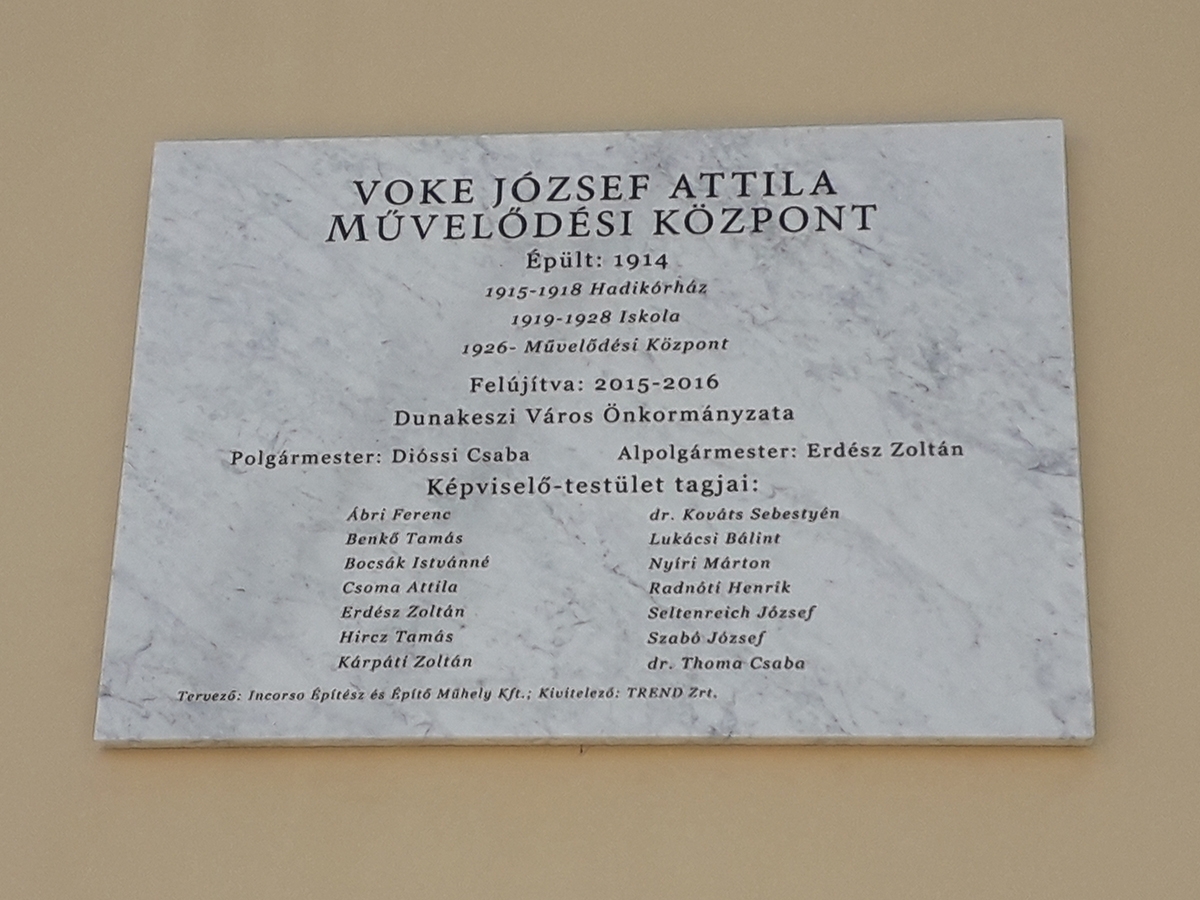 VOKE JÓZSEF ATTILA
MŰVELŐDÉSI KÖZPONT
Épült: 1914
1915-1918 Hadikórház
1919-1928 Iskola
1926- Művelődési Központ
Felújítva: 2015-2016
Dunakeszi Város Önkormányzata
Polgármester: Dióssi Csaba Alpolgármester: Erdész Zoltán
Képviselő-testület tagjai:
Ábri Ferenc dr. Kováts Sebestyén
Benkő Tamás Lukácsi Bálint
Bocsák Istvánné Nyíri Márton
Csoma Attila Radnóti Henrik
Erdész Zoltán Seltenreich József
Hircz Tamás Szabó József
Kárpáti Zoltán dr. Thoma Csaba
Tervező: Incorso Építész és Építő Műhely Kft.; Kivitelező: TREND Zrt.